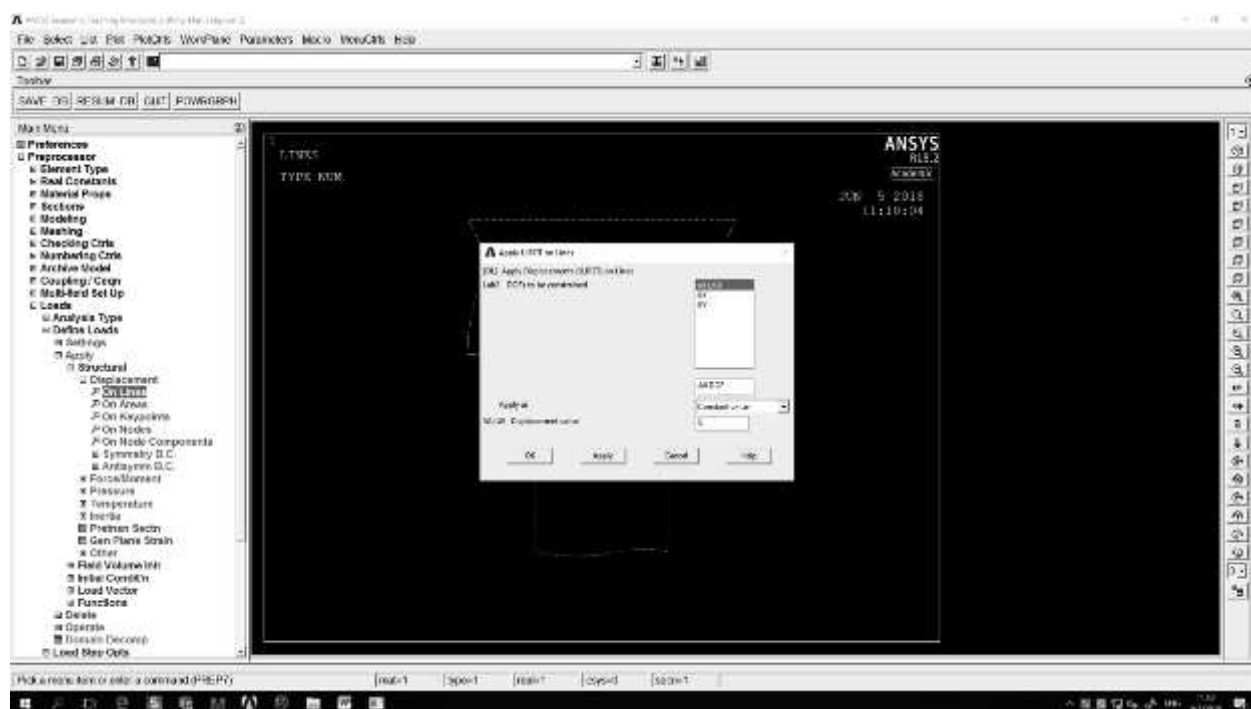 File Select List Plot PlotCtrls WorkPlane Parameters Macro MenuCtrls Help
Toolbar
SAVE_DB RESUM_DB QUIT POWRGRPH
Main Menu
Preferences
Preprocessor
Element Type
Real Constants
Material Props
Sections
Modeling
Meshing
Checking Ctrls
Numbering Ctrls
Archive Model
Coupling / Ceqn
Multi-field Set Up
Loads
Analysis Type
Define Loads
Settings
Apply
Structural
Displacement
On Lines
On Areas
On Keypoints
On Nodes
On Node Components
Symmetry B.C.
Antisymm B.C.
Force/Moment
Pressure
Temperature
Inertia
Pretnsn Sectn
Gen Plane Strain
Other
Field Volume Intr
Initial Condit'n
Load Vector
Functions
Delete
Operate
Domain Decomp
Load Step Opts
1
LINES
TYPE NUM
ANSYS
R18.2
Academic
JUN 5 2018
11:10:04
Apply U,ROT on Lines
[DL] Apply Displacements (U,ROT) on Lines
Lab2 DOFs to be constrained
UX
UY
Apply as
Constant value
VALUE Displacement value
OK Apply Cancel Help
Pick a menu item or enter a command (PREP7)
mat=1 type=1 real=1 csys=0 secn=1